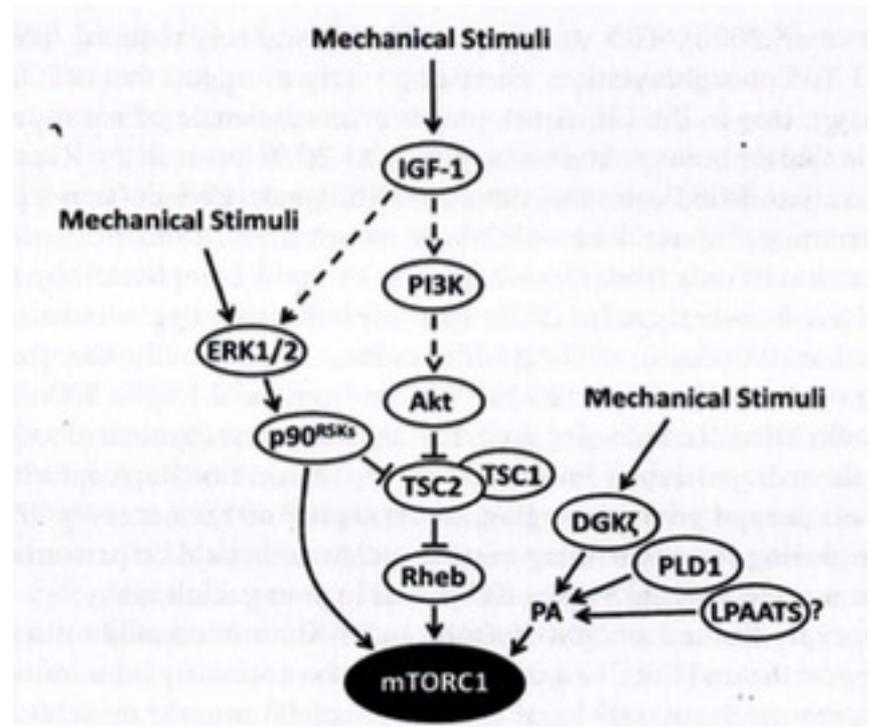 Mechanical Stimuli
IGF-1
Mechanical Stimuli
PI3K
ERK1/2
Akt
Mechanical Stimuli
p90RSKs
TSC2
TSC1
DGKζ
PLD1
Rheb
PA
LPAATS?
mTORC1